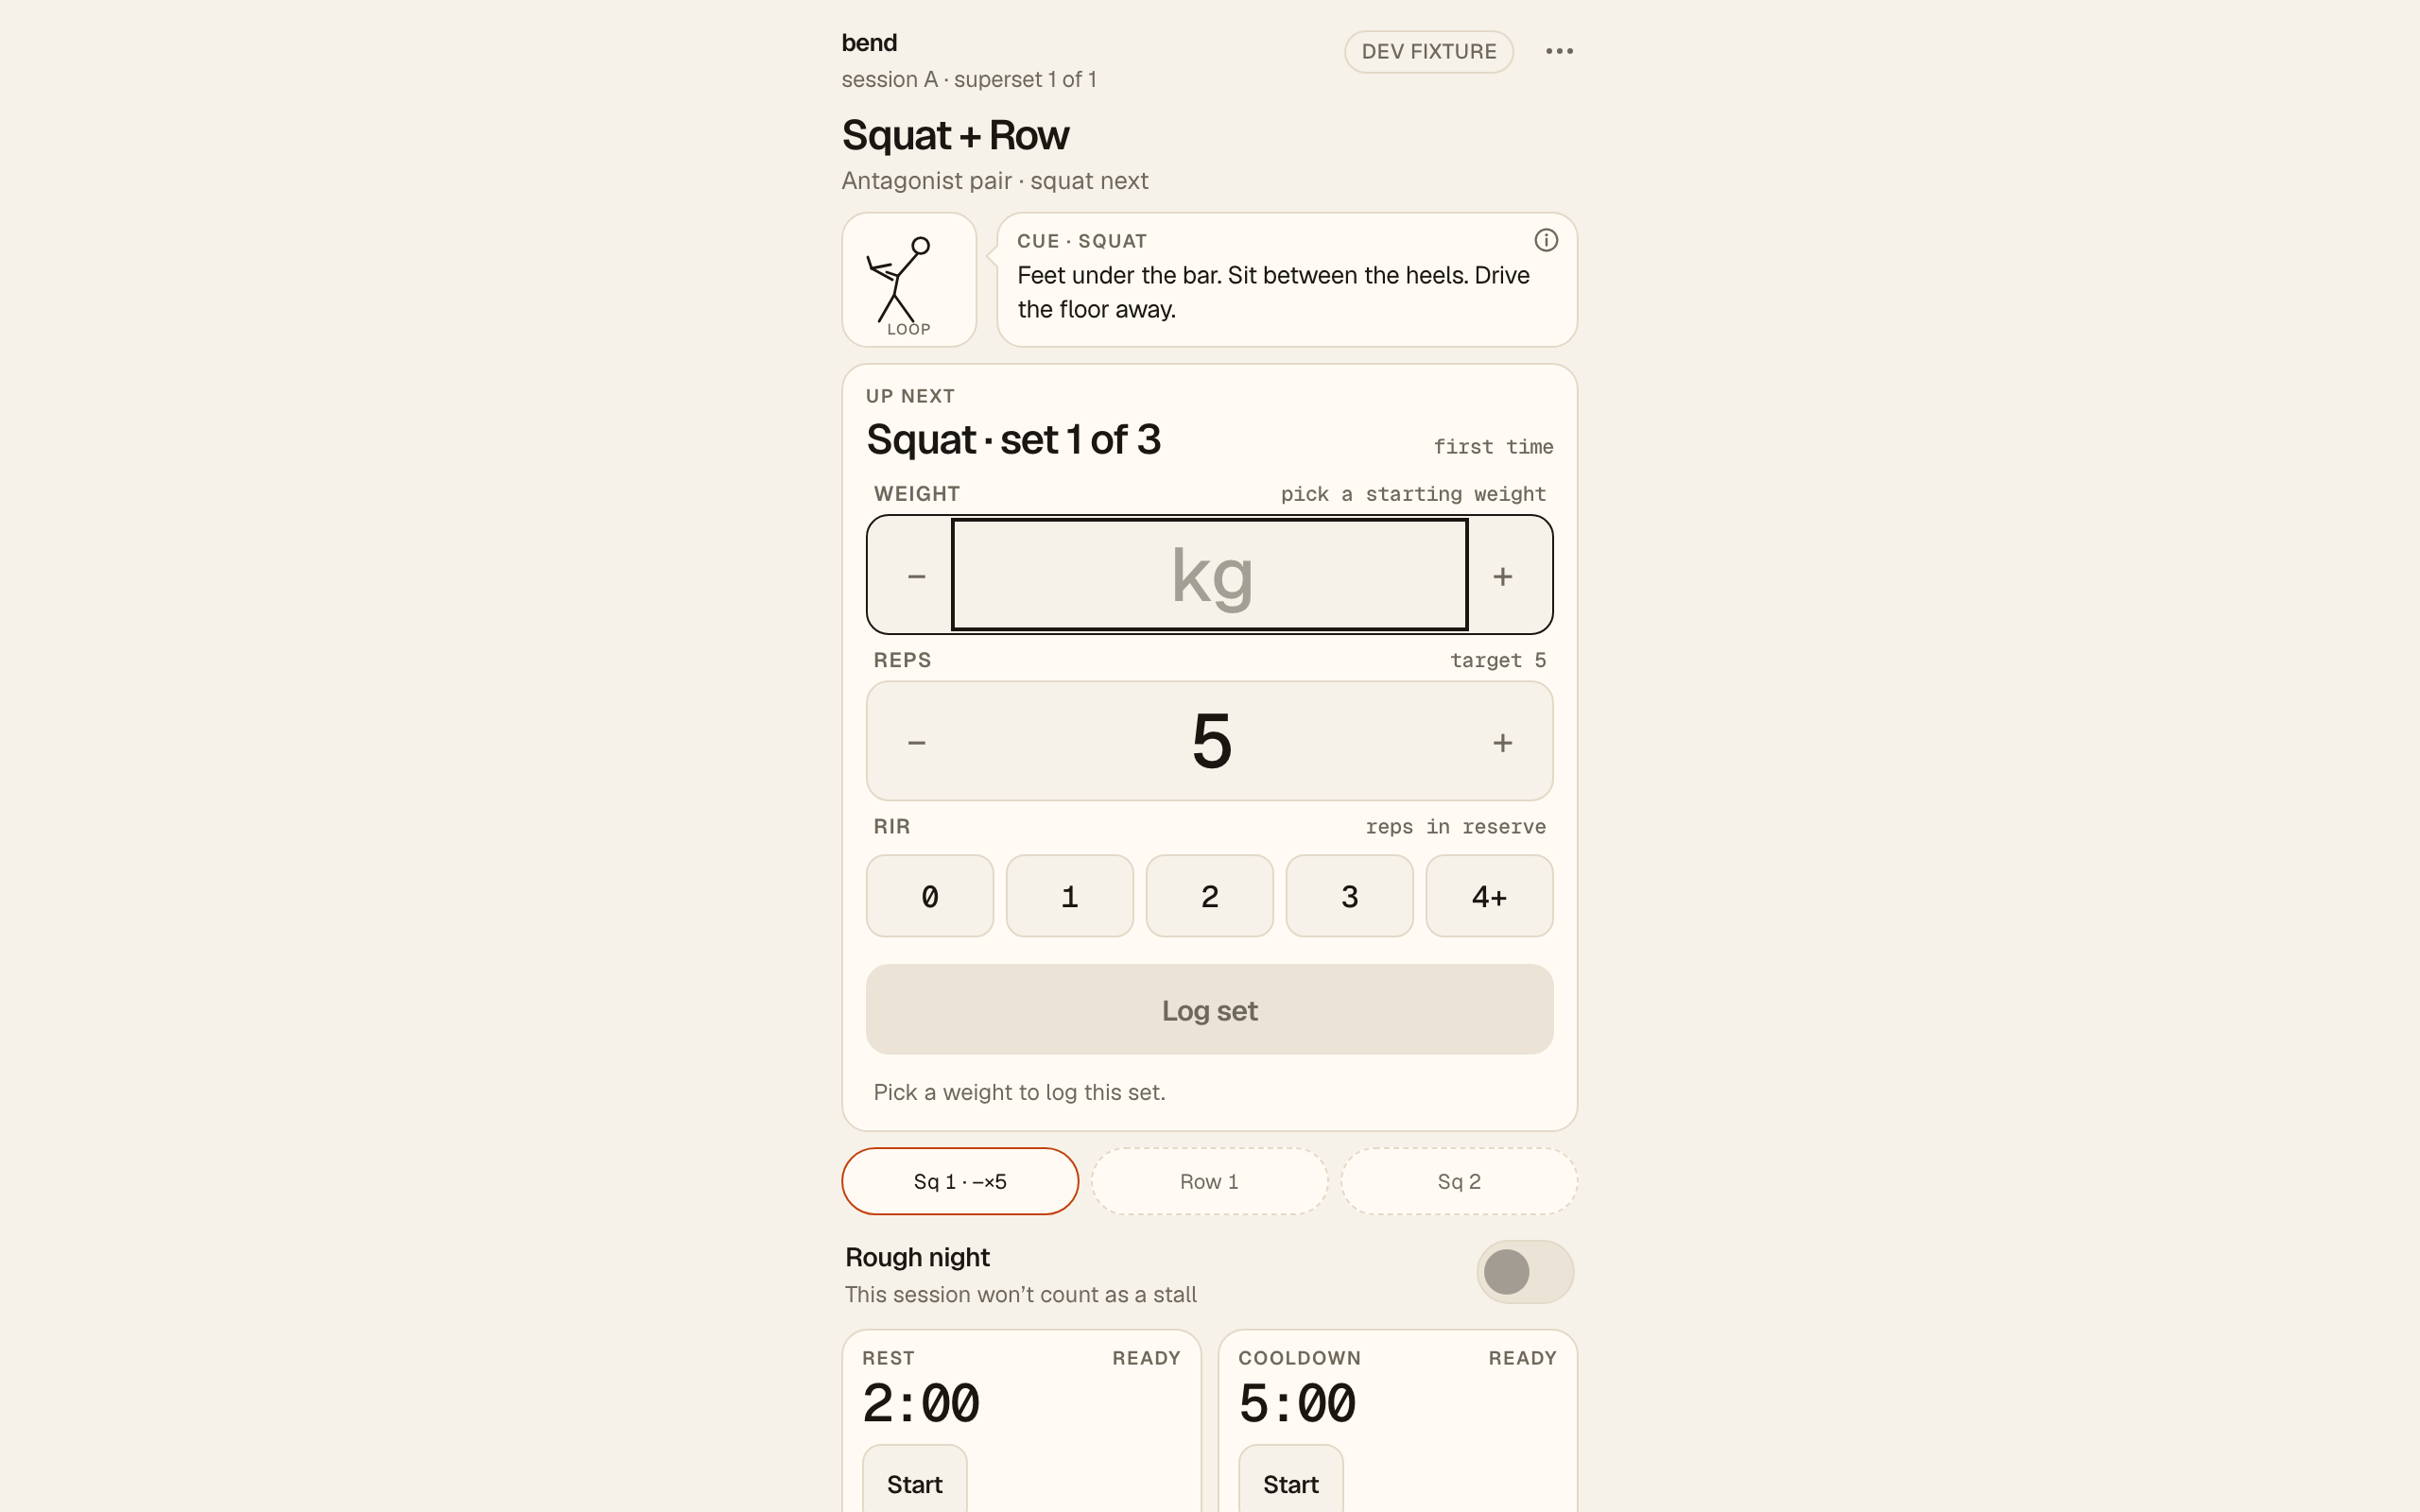 bend
DEV FIXTURE
session A · superset 1 of 1
Squat + Row
Antagonist pair · squat next
LOOP
CUE · SQUAT
Feet under the bar. Sit between the heels. Drive
the floor away.
UP NEXT
Squat · set 1 of 3
first time
WEIGHT
pick a starting weight
−
kg
+
REPS
target 5
−
5
+
RIR
reps in reserve
0
1
2
3
4+
Log set
Pick a weight to log this set.
Sq 1 · –×5
Row 1
Sq 2
Rough night
This session won’t count as a stall
REST
READY
2:00
Start
COOLDOWN
READY
5:00
Start